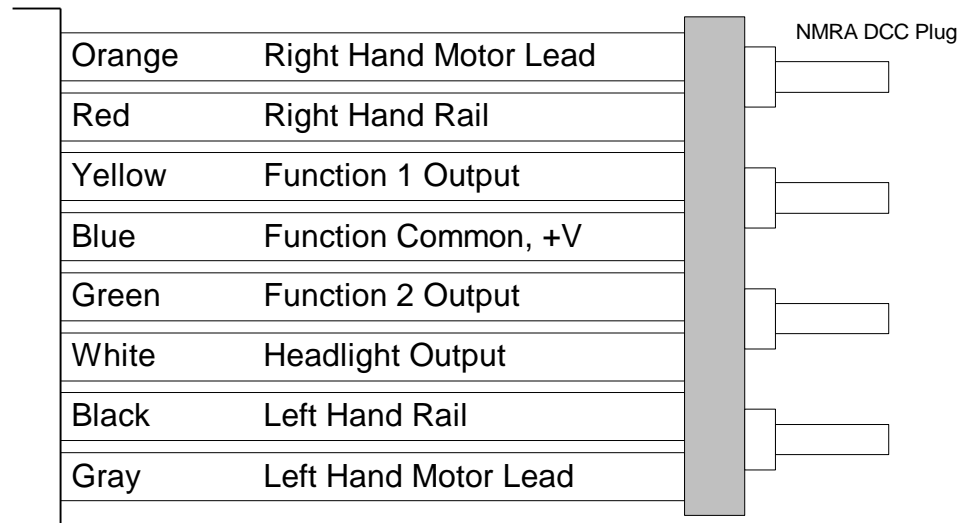 NMRA DCC Plug
Orange Right Hand Motor Lead
Red Right Hand Rail
Yellow Function 1 Output
Blue Function Common, +V
Green Function 2 Output
White Headlight Output
Black Left Hand Rail
Gray Left Hand Motor Lead